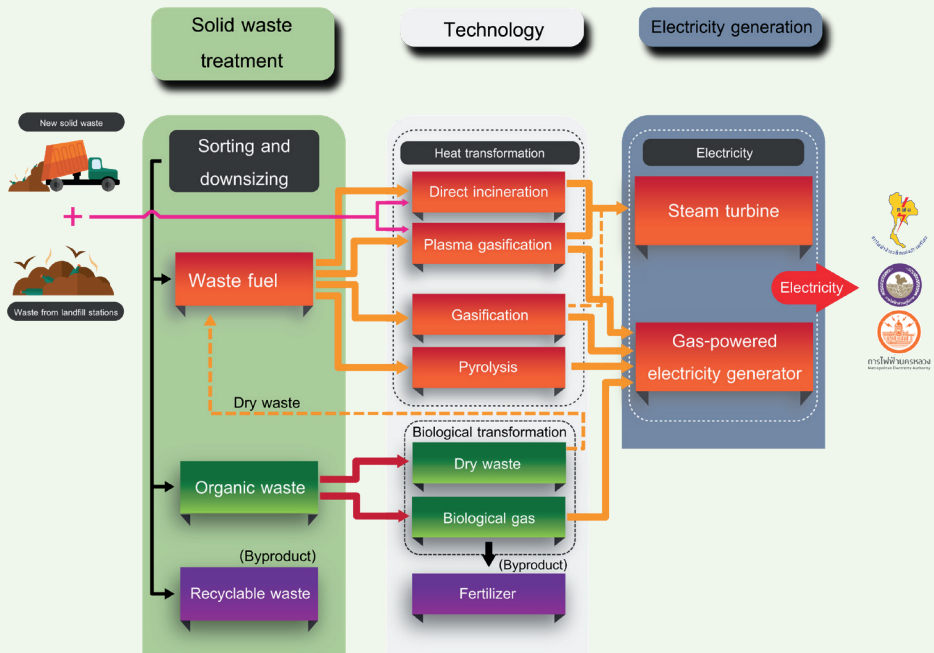 Solid waste
treatment
Technology
Electricity generation
New solid waste
Sorting and
downsizing
Heat transformation
Electricity
Direct incineration
Steam turbine
+
Plasma gasification
Waste fuel
Electricity
Waste from landfill stations
Gasification
Gas-powered
electricity generator
Pyrolysis
การไฟฟ้านครหลวง
Metropolitan Electricity Authority
Dry waste
Biological transformation
Dry waste
Organic waste
Biological gas
(Byproduct)
(Byproduct)
Recyclable waste
Fertilizer